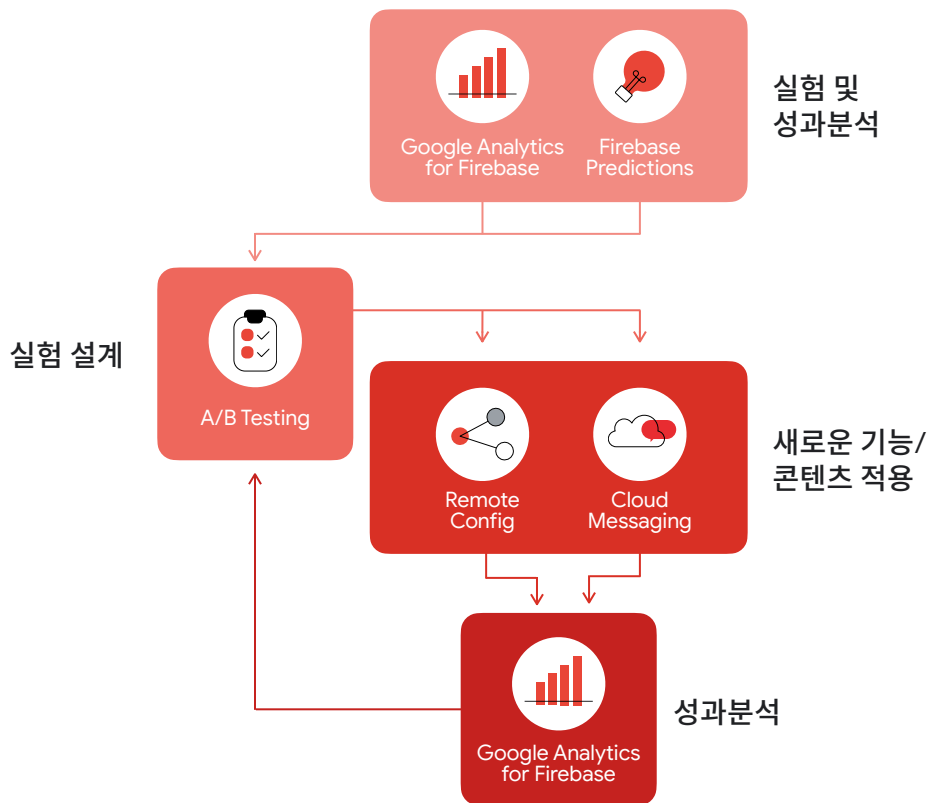 Google Analytics
for Firebase
Firebase
Predictions
실험 및
성과분석
실험 설계
A/B Testing
Remote
Config
Cloud
Messaging
새로운 기능/
콘텐츠 적용
Google Analytics
for Firebase
성과분석